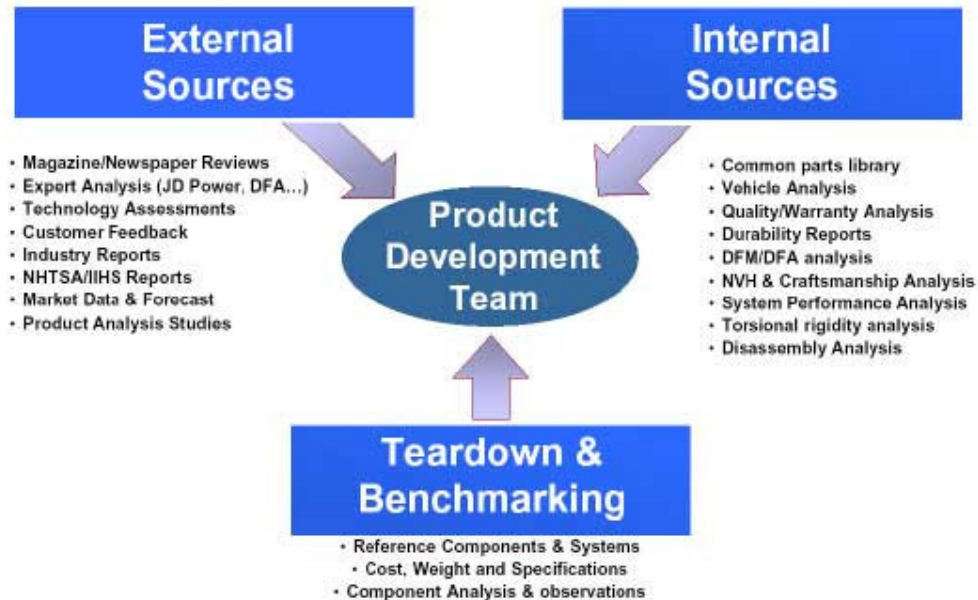 External
Sources
Internal
Sources
• Magazine/Newspaper Reviews
• Expert Analysis (JD Power, DFA...)
• Technology Assessments
• Customer Feedback
• Industry Reports
• NHTSA/IIHS Reports
• Market Data & Forecast
• Product Analysis Studies
Product
Development
Team
• Common parts library
• Vehicle Analysis
• Quality/Warranty Analysis
• Durability Reports
• DFM/DFA analysis
• NVH & Craftsmanship Analysis
• System Performance Analysis
• Torsional rigidity analysis
• Disassembly Analysis
Teardown &
Benchmarking
• Reference Components & Systems
• Cost, Weight and Specifications
• Component Analysis & observations